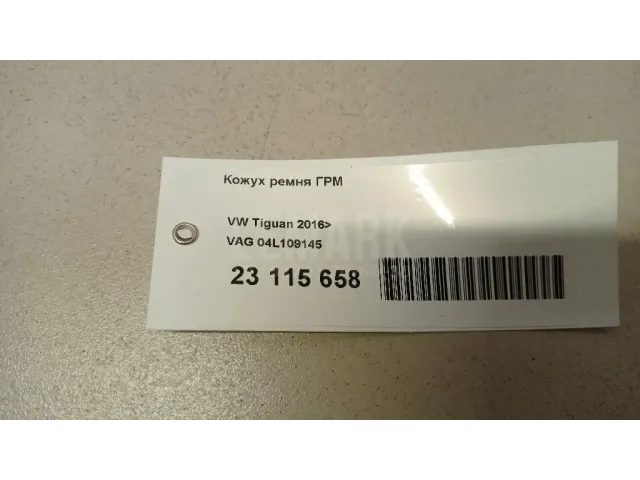 Кожух ремня ГРМ
VW Tiguan 2016>
VAG 04L109145
23 115 658